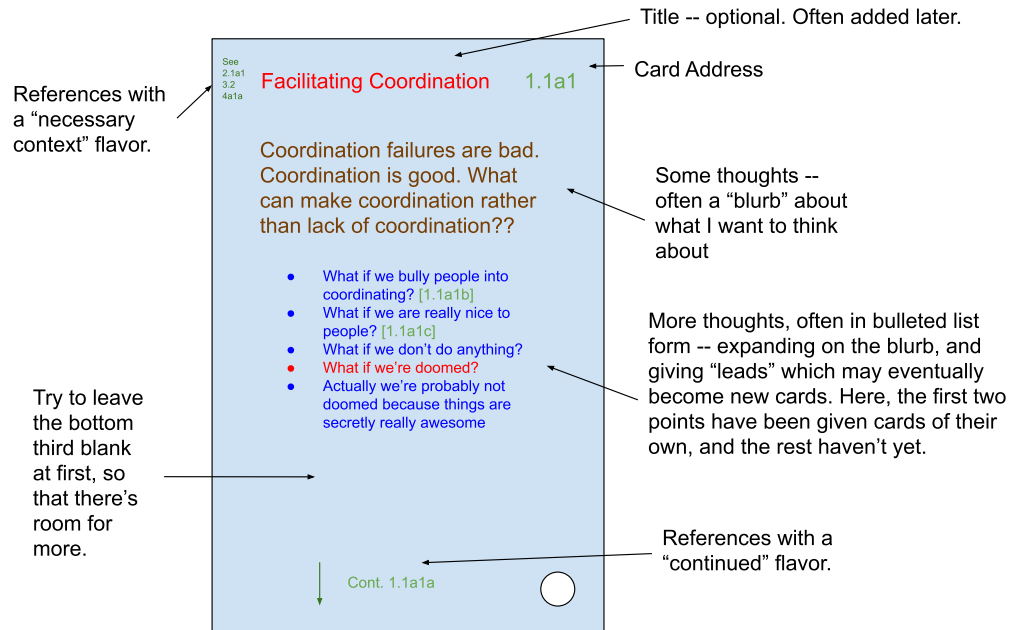 Title -- optional. Often added later.
See
2.1a1
3.2
4a1a
Facilitating Coordination
1.1a1
Card Address
References with
a “necessary
context” flavor.
Coordination failures are bad.
Coordination is good. What
can make coordination rather
than lack of coordination??
Some thoughts --
often a “blurb” about
what I want to think
about
● What if we bully people into
coordinating? [1.1a1b]
● What if we are really nice to
people? [1.1a1c]
● What if we don’t do anything?
● What if we’re doomed?
● Actually we’re probably not
doomed because things are
secretly really awesome
More thoughts, often in bulleted list
form -- expanding on the blurb, and
giving “leads” which may eventually
become new cards. Here, the first two
points have been given cards of their
own, and the rest haven’t yet.
Try to leave
the bottom
third blank
at first, so
that there’s
room for
more.
References with a
“continued” flavor.
Cont. 1.1a1a